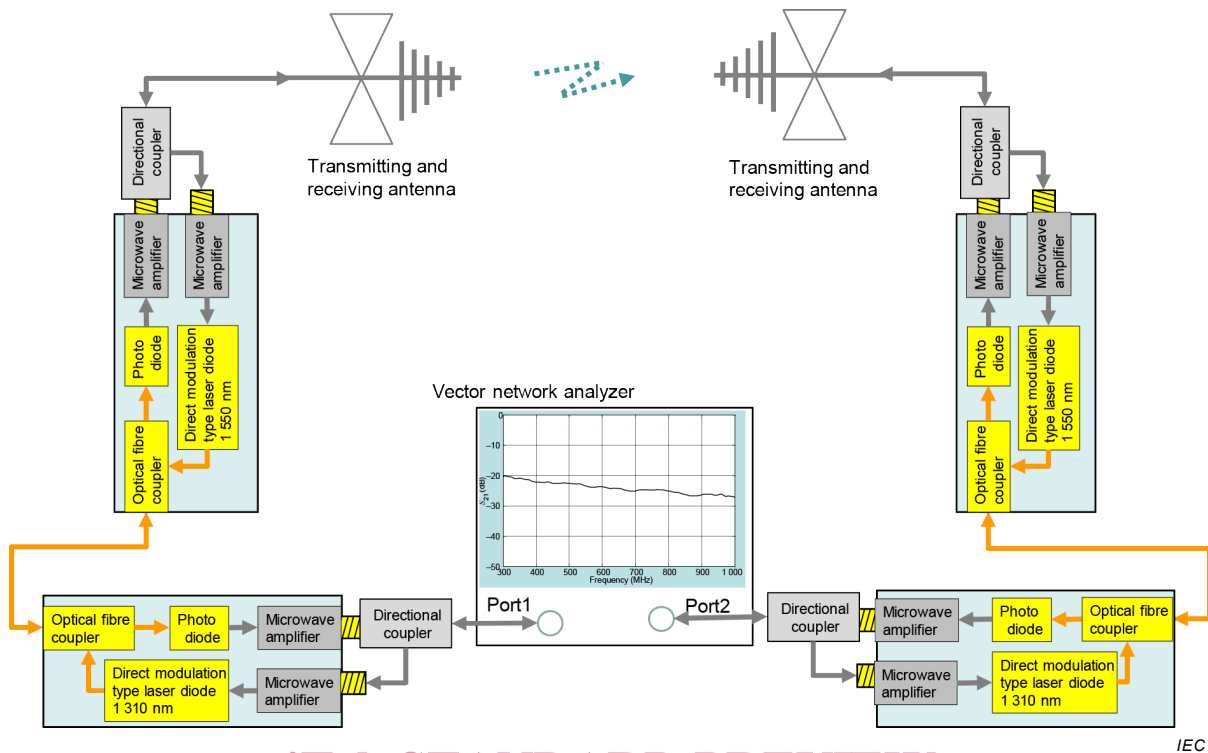 Transmitting and
receiving antenna
Transmitting and
receiving antenna
Directional
coupler
Directional
coupler
Microwave
amplifier
Microwave
amplifier
Microwave
amplifier
Microwave
amplifier
Photo
diode
Direct modulation
type laser diode
1 550 nm
Photo
diode
Direct modulation
type laser diode
1 550 nm
Optical fibre
coupler
Optical fibre
coupler
Vector network analyzer
0
–10
–20
–30
–40
–50
S21 (dB)
300 400 500 600 700 800 900 1 000
Frequency (MHz)
Port1
Port2
Optical fibre
coupler
Photo
diode
Microwave
amplifier
Directional
coupler
Direct modulation
type laser diode
1 310 nm
Microwave
amplifier
Directional
coupler
Microwave
amplifier
Photo
diode
Optical fibre
coupler
Microwave
amplifier
Direct modulation
type laser diode
1 310 nm
IEC